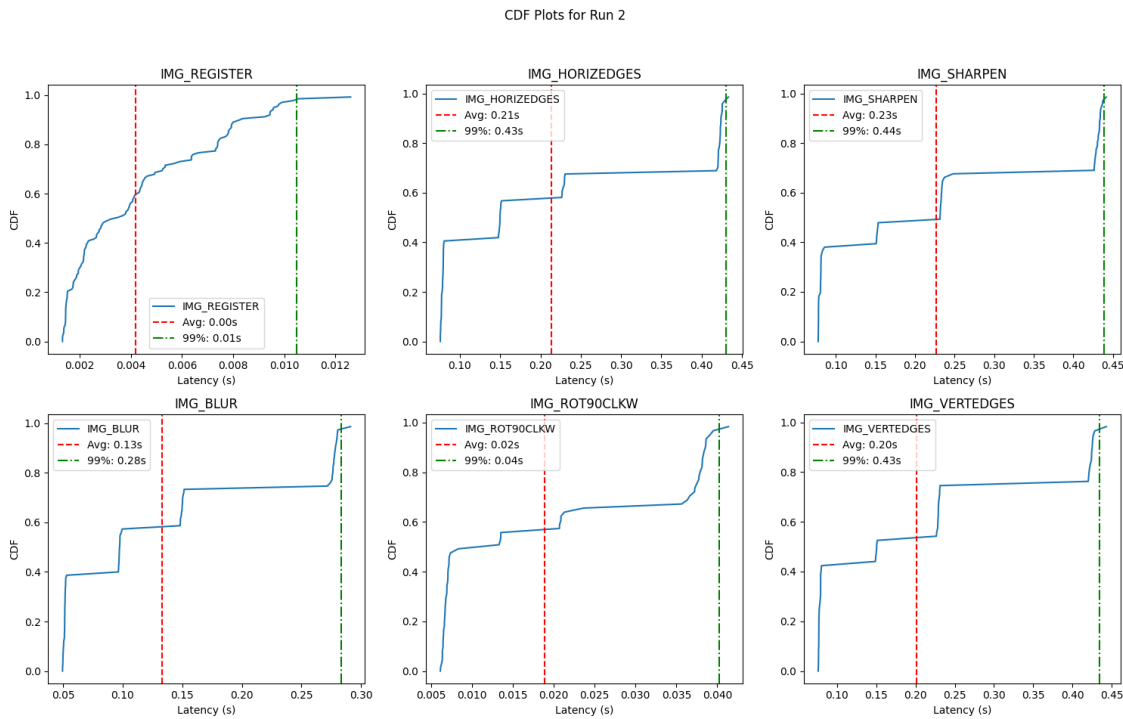 CDF Plots for Run 2
IMG_REGISTER
CDF
1.0
0.8
0.6
0.4
0.2
0.0
IMG_REGISTER
Avg: 0.00s
99%: 0.01s
0.002 0.004 0.006 0.008 0.010 0.012
Latency (s)
IMG_HORIZEDGES
CDF
1.0
0.8
0.6
0.4
0.2
0.0
IMG_HORIZEDGES
Avg: 0.21s
99%: 0.43s
0.10 0.15 0.20 0.25 0.30 0.35 0.40 0.45
Latency (s)
IMG_SHARPEN
CDF
1.0
0.8
0.6
0.4
0.2
0.0
IMG_SHARPEN
Avg: 0.23s
99%: 0.44s
0.10 0.15 0.20 0.25 0.30 0.35 0.40 0.45
Latency (s)
IMG_BLUR
CDF
1.0
0.8
0.6
0.4
0.2
0.0
IMG_BLUR
Avg: 0.13s
99%: 0.28s
0.05 0.10 0.15 0.20 0.25 0.30
Latency (s)
IMG_ROT90CLKW
CDF
1.0
0.8
0.6
0.4
0.2
0.0
IMG_ROT90CLKW
Avg: 0.02s
99%: 0.04s
0.005 0.010 0.015 0.020 0.025 0.030 0.035 0.040
Latency (s)
IMG_VERTEDGES
CDF
1.0
0.8
0.6
0.4
0.2
0.0
IMG_VERTEDGES
Avg: 0.20s
99%: 0.43s
0.10 0.15 0.20 0.25 0.30 0.35 0.40 0.45
Latency (s)